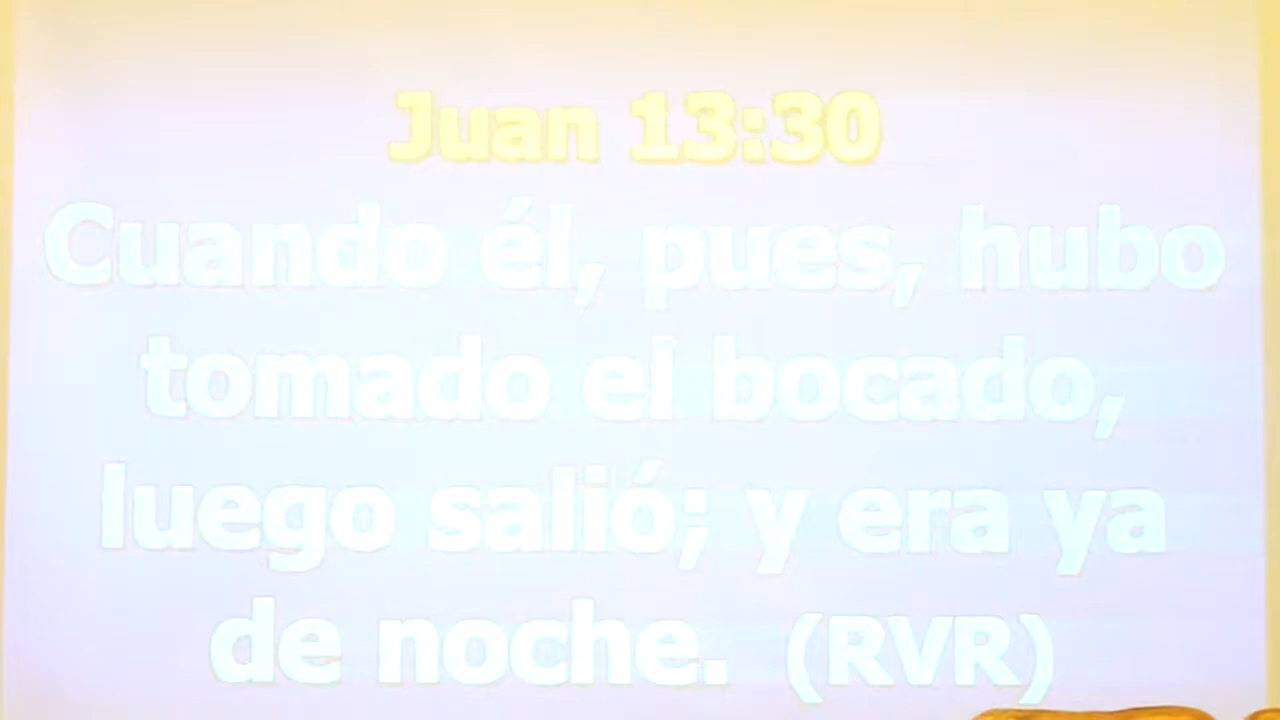 Juan 13:30
Cuando él, pues, hubo
tomado el bocado,
luego salió; y era ya
de noche. (RVR)